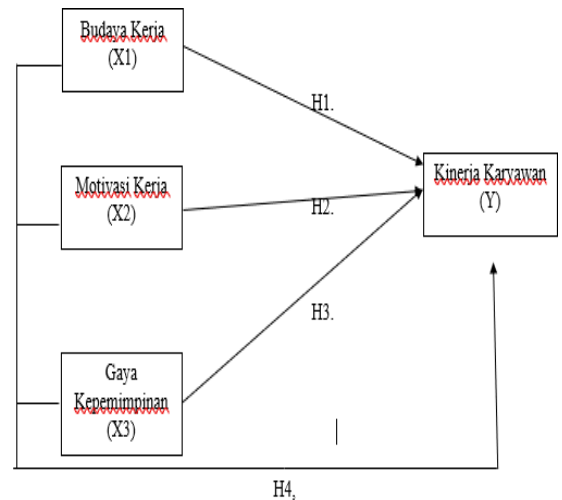 Budaya Kerja
(X1)
H1.
Motivasi Kerja
(X2)
H2.
Kinerja Karyawan
(Y)
H3.
Gaya
Kepemimpinan
(X3)
H4,